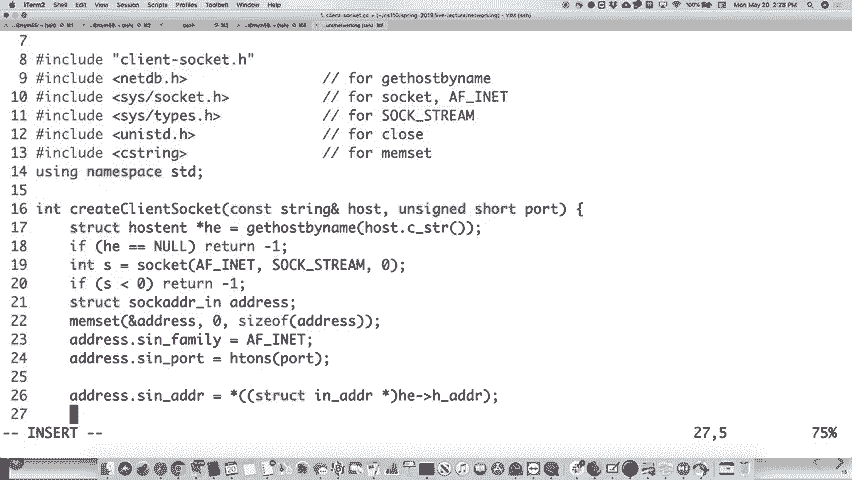 iTerm2 Shell Edit View Session Scripts Profiles Toolbelt Window Help 100% Mon May 20 2:28 PM
7
8 #include "client-socket.h"
9 #include <netdb.h> // for gethostbyname
10 #include <sys/socket.h> // for socket, AF_INET
11 #include <sys/types.h> // for SOCK_STREAM
12 #include <unistd.h> // for close
13 #include <cstring> // for memset
14 using namespace std;
15
16 int createClientSocket(const string& host, unsigned short port) {
17 struct hostent *he = gethostbyname(host.c_str());
18 if (he == NULL) return -1;
19 int s = socket(AF_INET, SOCK_STREAM, 0);
20 if (s < 0) return -1;
21 struct sockaddr_in address;
22 memset(&address, 0, sizeof(address));
23 address.sin_family = AF_INET;
24 address.sin_port = htons(port);
25
26 address.sin_addr = *((struct in_addr *)he->h_addr);
27
-- INSERT -- 27,5 75%